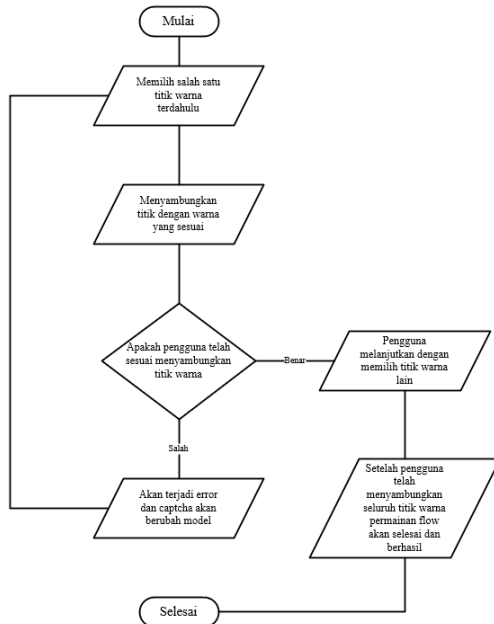 Mulai
Memilih salah satu
titik warna
terdahulu
Menyambungkan
titik dengan warna
yang sesuai
Apakah pengguna telah
sesuai menyambungkan
titik warna
Benar
Pengguna
melanjutkan dengan
memilih titik warna
lain
Salah
Akan terjadi error
dan captcha akan
berubah model
Setelah pengguna
telah
menyambungkan
seluruh titik warna
permainan flow
akan selesai dan
berhasil
Selesai